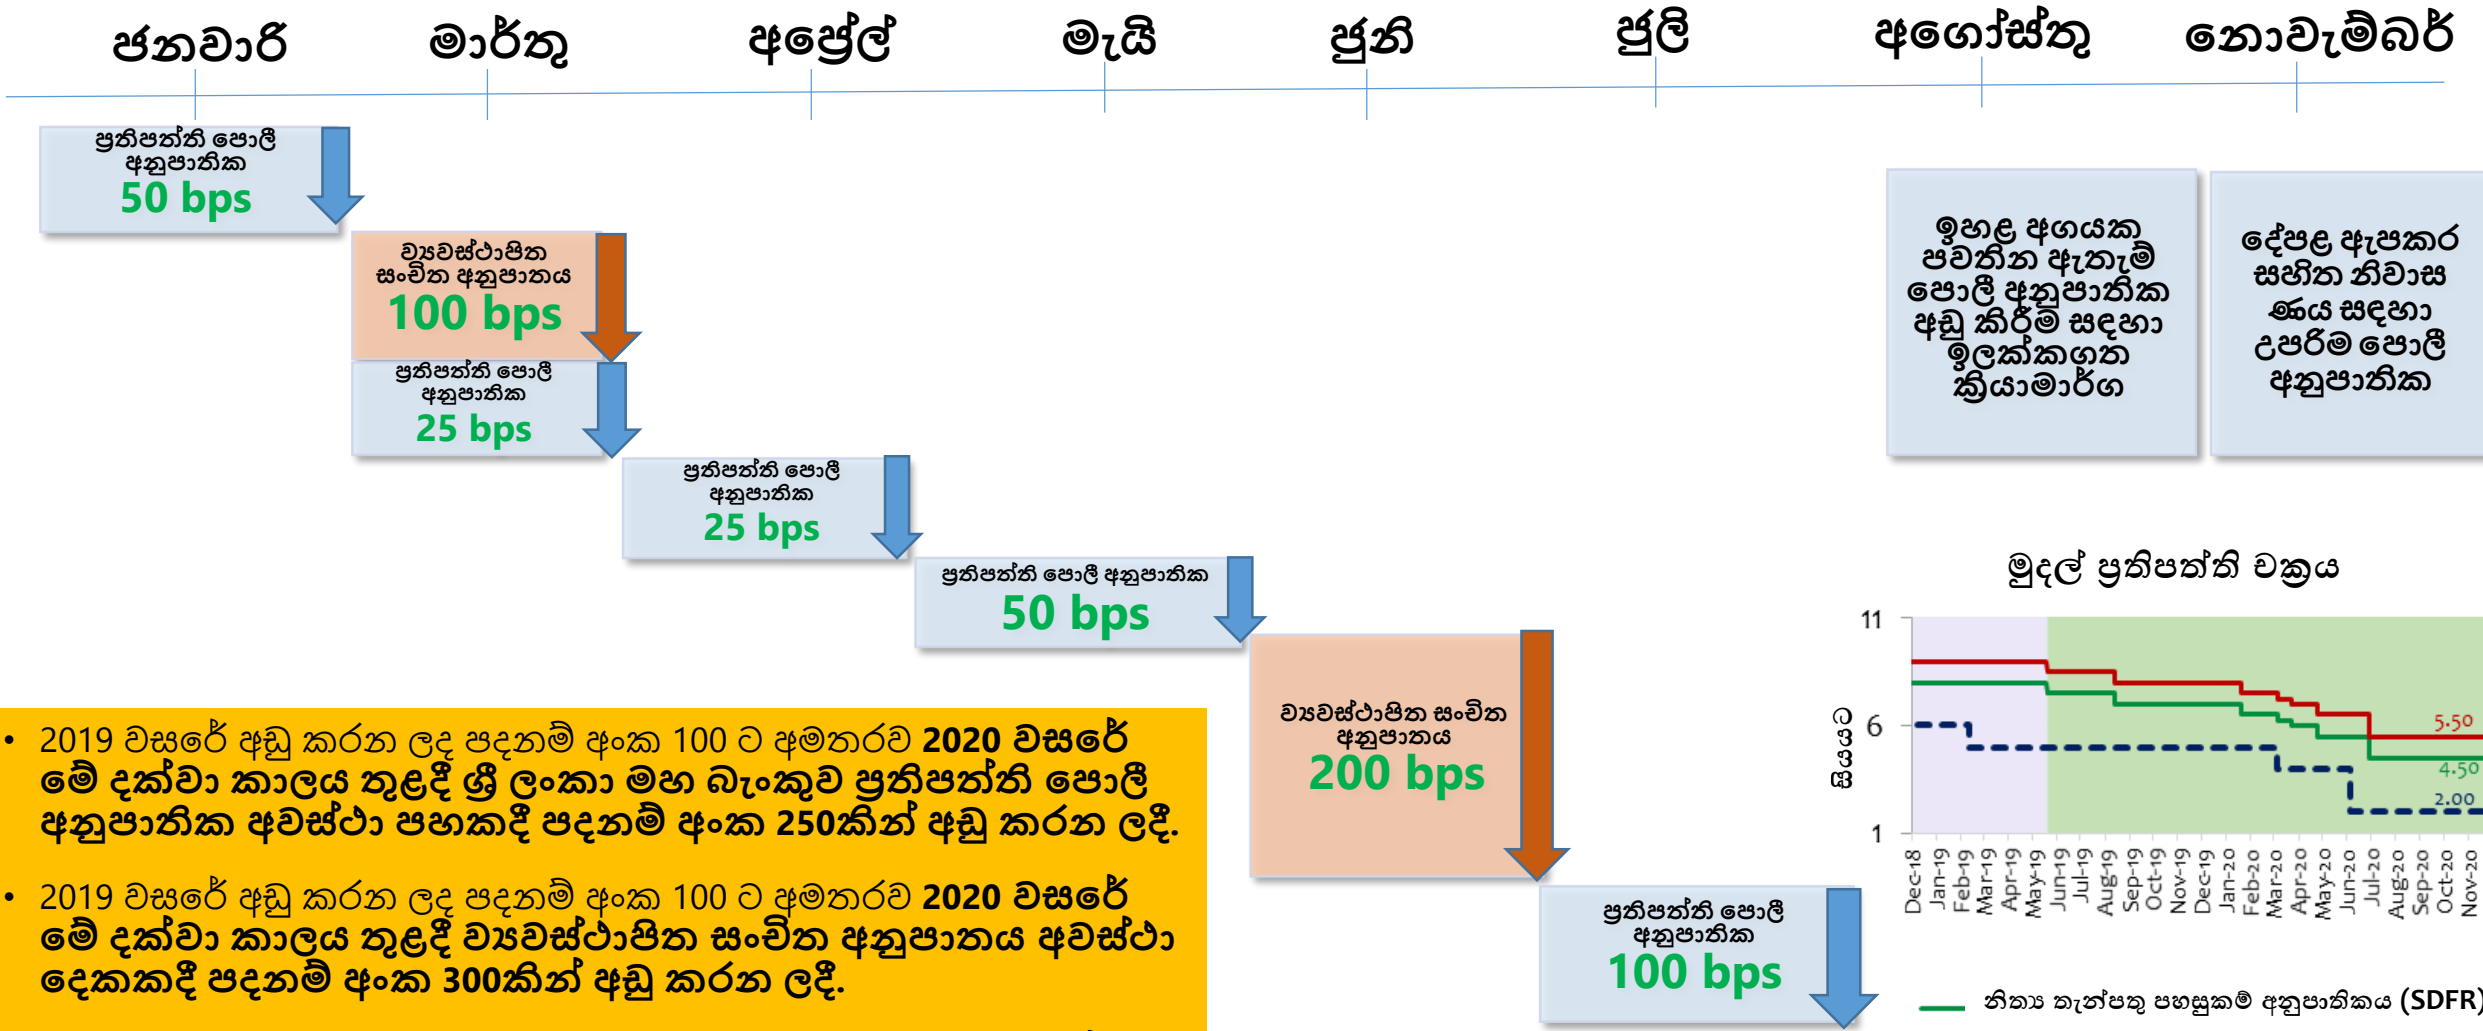 ජනවාරි
මාර්තු
අප්‍රේල්
මැයි
ජුනි
ජුලි
අගෝස්තු
නොවැම්බර්
ප්‍රතිපත්ති පොලී
අනුපාතික
50 bps
ව්‍යවස්ථාපිත
සංචිත අනුපාතය
100 bps
ප්‍රතිපත්ති පොලී
අනුපාතික
25 bps
ප්‍රතිපත්ති පොලී
අනුපාතික
25 bps
ප්‍රතිපත්ති පොලී අනුපාතික
50 bps
ව්‍යවස්ථාපිත සංචිත
අනුපාතය
200 bps
ප්‍රතිපත්ති පොලී
අනුපාතික
100 bps
ඉහළ අගයක
පවතින ඇතැම්
පොලී අනුපාතික
අඩු කිරීම සඳහා
ඉලක්කගත
ක්‍රියාමාර්ග
දේපළ ඇපකර
සහිත නිවාස
ණය සඳහා
උපරිම පොලී
අනුපාතික
• 2019 වසරේ අඩු කරන ලද පදනම් අංක 100 ට අමතරව 2020 වසරේ
මේ දක්වා කාලය තුළදී ශ්‍රී ලංකා මහ බැංකුව ප්‍රතිපත්ති පොලී
අනුපාතික අවස්ථා පහකදී පදනම් අංක 250කින් අඩු කරන ලදී.
• 2019 වසරේ අඩු කරන ලද පදනම් අංක 100 ට අමතරව 2020 වසරේ
මේ දක්වා කාලය තුළදී ව්‍යවස්ථාපිත සංචිත අනුපාතය අවස්ථා
දෙකකදී පදනම් අංක 300කින් අඩු කරන ලදී.
මුදල් ප්‍රතිපත්ති චක්‍රය
සියයට
11
6
1
5.50
4.50
2.00
Dec-18
Jan-19
Feb-19
Mar-19
Apr-19
May-19
Jun-19
Jul-19
Aug-19
Sep-19
Oct-19
Nov-19
Dec-19
Jan-20
Feb-20
Mar-20
Apr-20
May-20
Jun-20
Jul-20
Aug-20
Sep-20
Oct-20
Nov-20
නිත්‍ය තැන්පතු පහසුකම් අනුපාතිකය (SDFR)